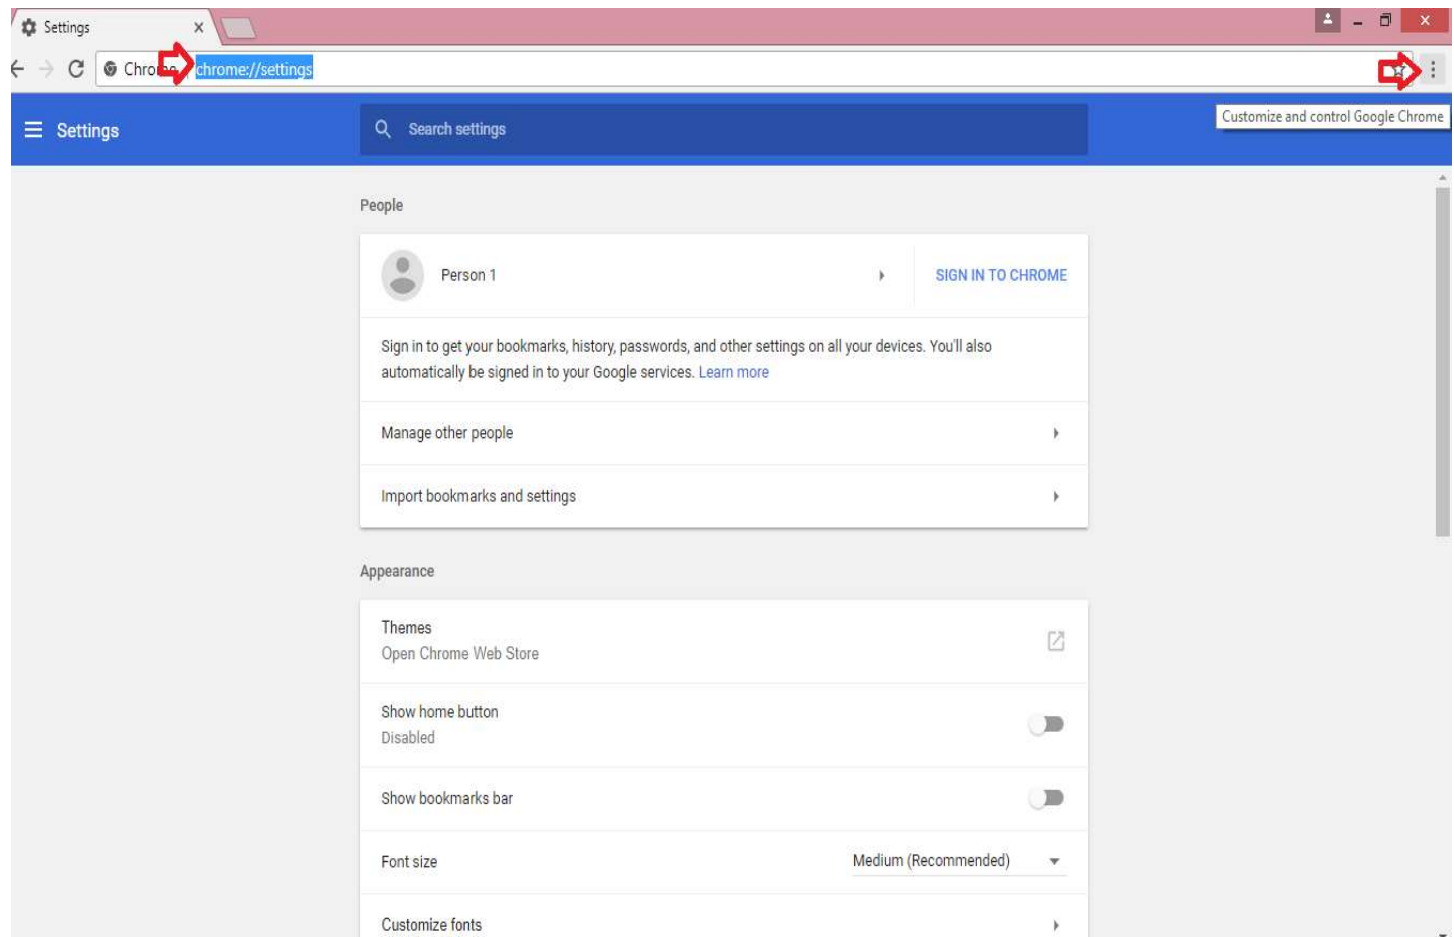 Settings
Chrome
chrome://settings
Customize and control Google Chrome
Settings
Search settings
People
Person 1
SIGN IN TO CHROME
Sign in to get your bookmarks, history, passwords, and other settings on all your devices. You'll also
automatically be signed in to your Google services. Learn more
Manage other people
Import bookmarks and settings
Appearance
Themes
Open Chrome Web Store
Show home button
Disabled
Show bookmarks bar
Font size
Medium (Recommended)
Customize fonts